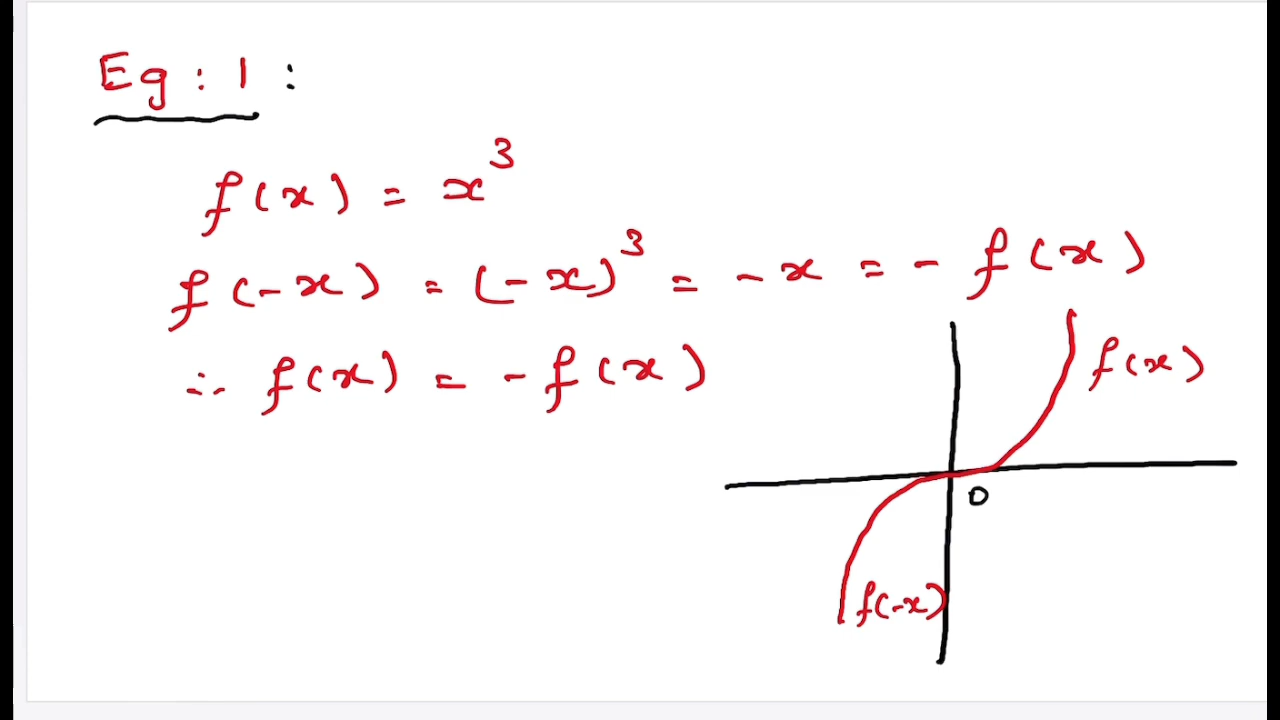 Eg : 1 :
f(x) = x³
f(-x) = (-x)³ = -x = - f(x)
∴ f(x) = - f(x)
f(x)
0
f(-x)